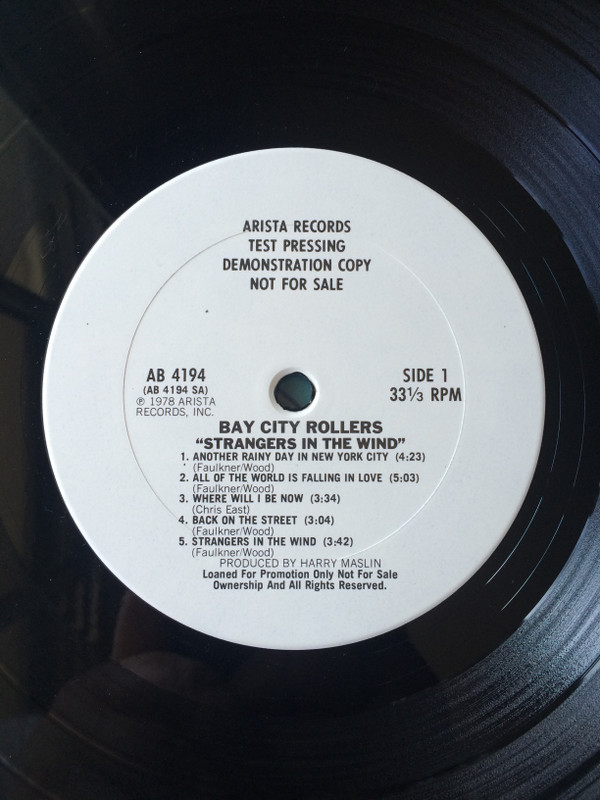 ARISTA RECORDS
TEST PRESSING
DEMONSTRATION COPY
NOT FOR SALE
AB 4194
(AB 4194 SA)
℗ 1978 ARISTA
RECORDS, INC.
SIDE 1
33⅓ RPM
BAY CITY ROLLERS
"STRANGERS IN THE WIND"
1. ANOTHER RAINY DAY IN NEW YORK CITY (4:23)
(Faulkner/Wood)
2. ALL OF THE WORLD IS FALLING IN LOVE (5:03)
(Faulkner/Wood)
3. WHERE WILL I BE NOW (3:34)
(Chris East)
4. BACK ON THE STREET (3:04)
(Faulkner/Wood)
5. STRANGERS IN THE WIND (3:42)
(Faulkner/Wood)
PRODUCED BY HARRY MASLIN
Loaned For Promotion Only Not For Sale
Ownership And All Rights Reserved.